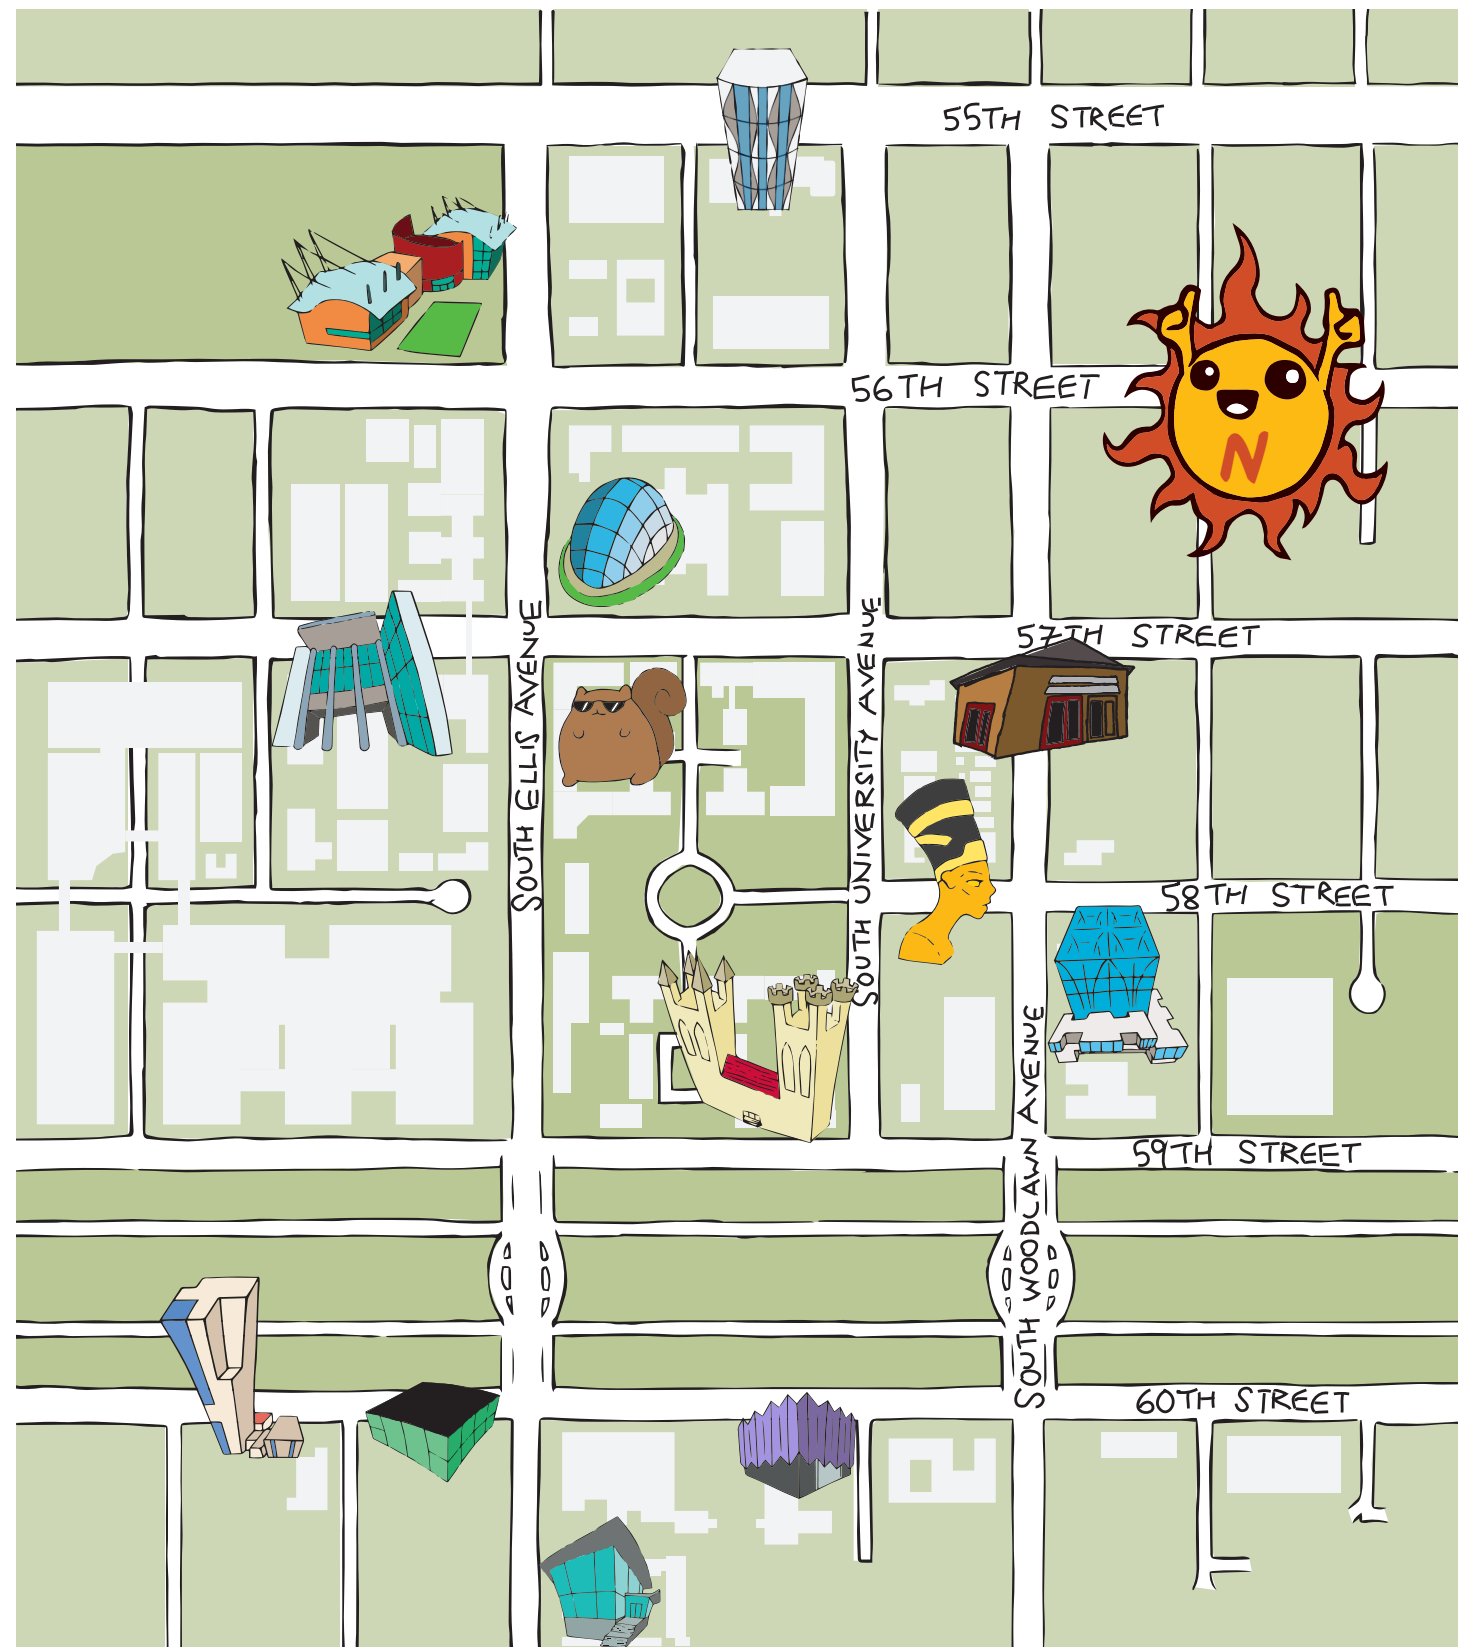 55TH STREET
56TH STREET
N
57TH STREET
SOUTH ELLIS AVENUE
SOUTH UNIVERSITY AVENUE
58TH STREET
SOUTH WOODLAWN AVENUE
59TH STREET
60TH STREET